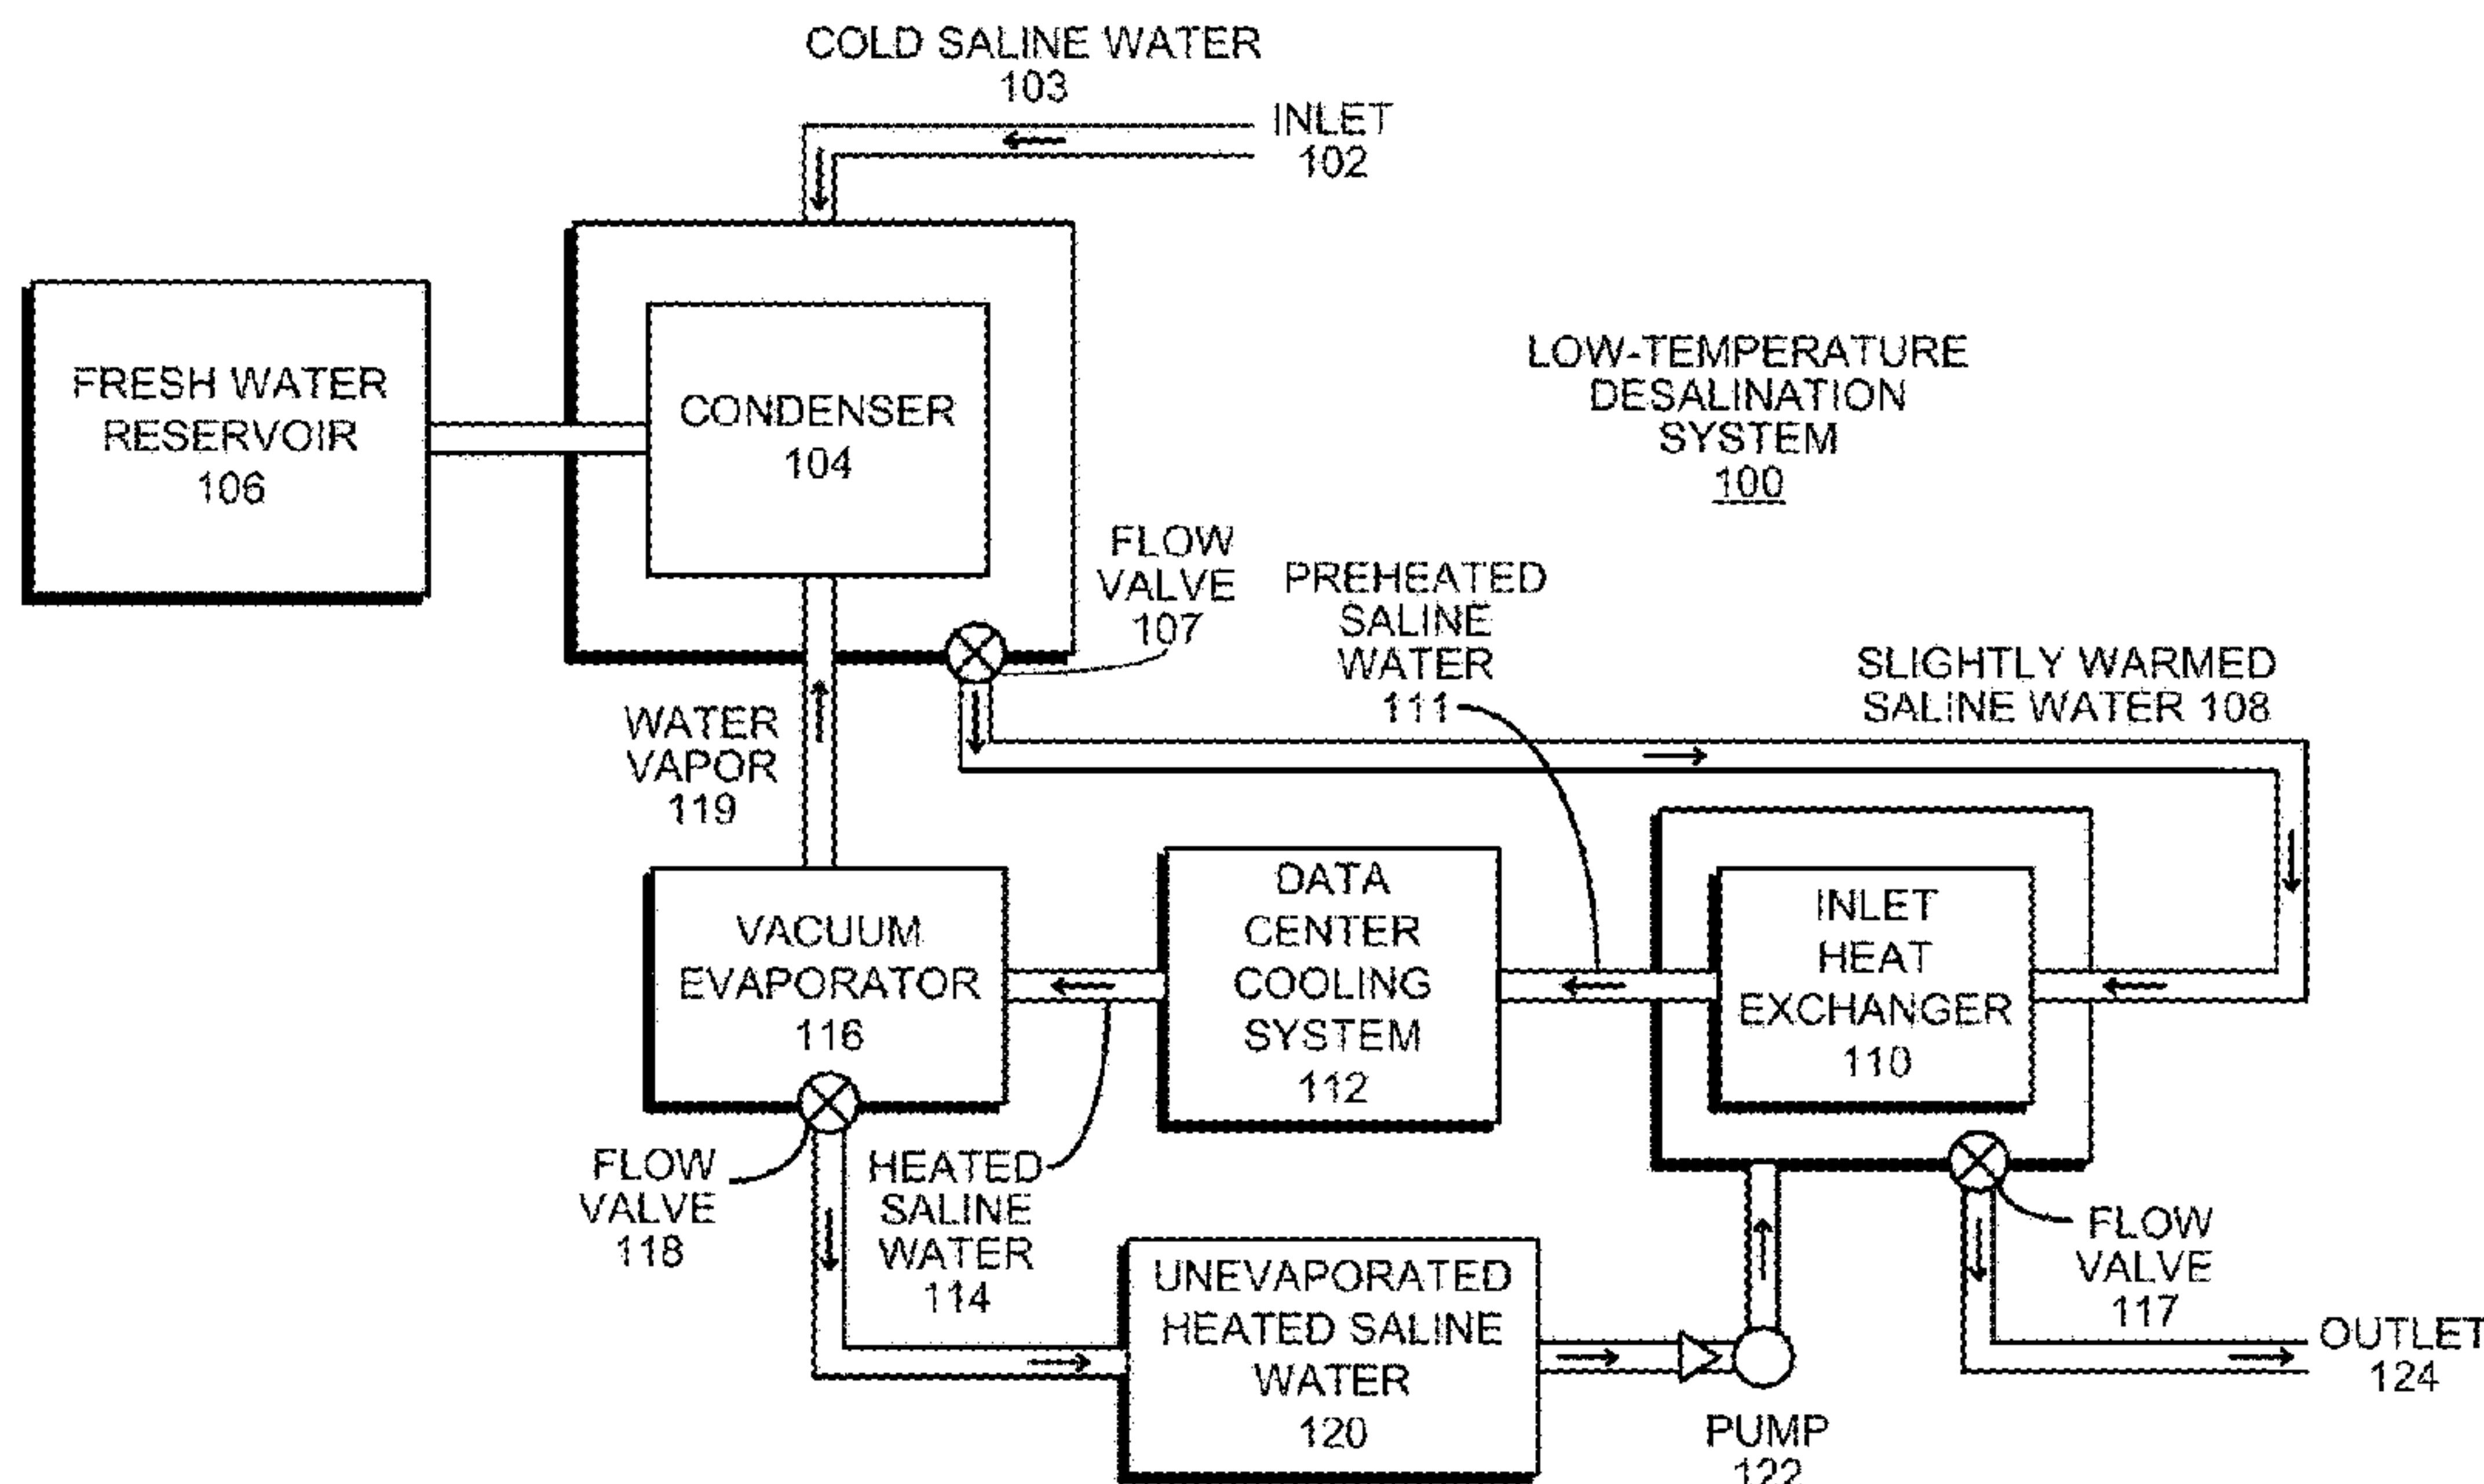 COLD SALINE WATER
103
INLET
102
FRESH WATER
RESERVOIR
106
CONDENSER
104
LOW-TEMPERATURE
DESALINATION
SYSTEM
100
FLOW
VALVE
107
PREHEATED
SALINE
WATER
111
SLIGHTLY WARMED
SALINE WATER 108
WATER
VAPOR
119
VACUUM
EVAPORATOR
116
DATA
CENTER
COOLING
SYSTEM
112
INLET
HEAT
EXCHANGER
110
FLOW
VALVE
118
HEATED
SALINE
WATER
114
UNEVAPORATED
HEATED SALINE
WATER
120
FLOW
VALVE
117
OUTLET
124
PUMP
122